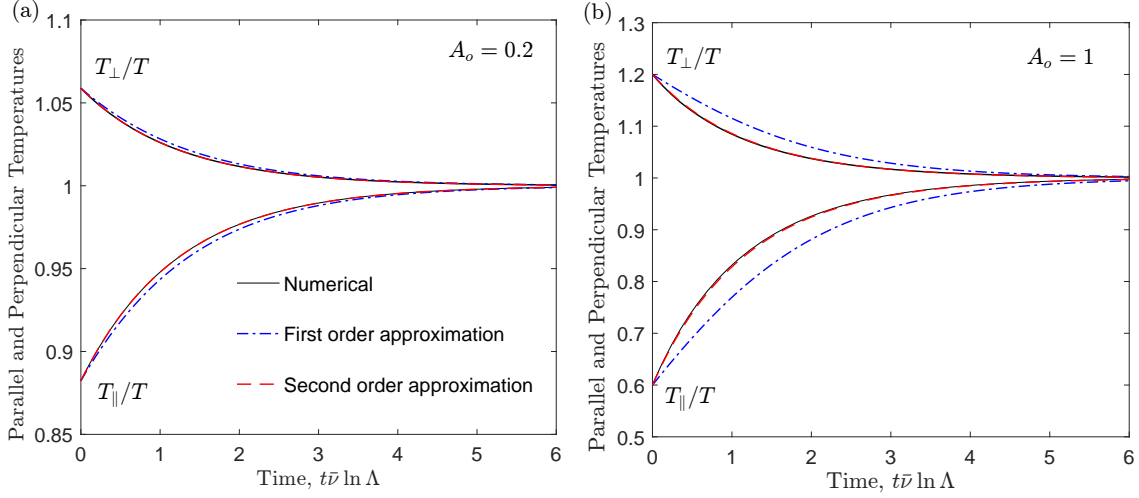 (a)
Parallel and Perpendicular Temperatures
1.1
1.05
1
0.95
0.9
0.85
T⊥/T
A_o = 0.2
Numerical
First order approximation
Second order approximation
T∥/T
0 1 2 3 4 5 6
Time, tν̄ ln Λ
(b)
Parallel and Perpendicular Temperatures
1.3
1.2
1.1
1
0.9
0.8
0.7
0.6
0.5
T⊥/T
A_o = 1
T∥/T
0 1 2 3 4 5 6
Time, tν̄ ln Λ